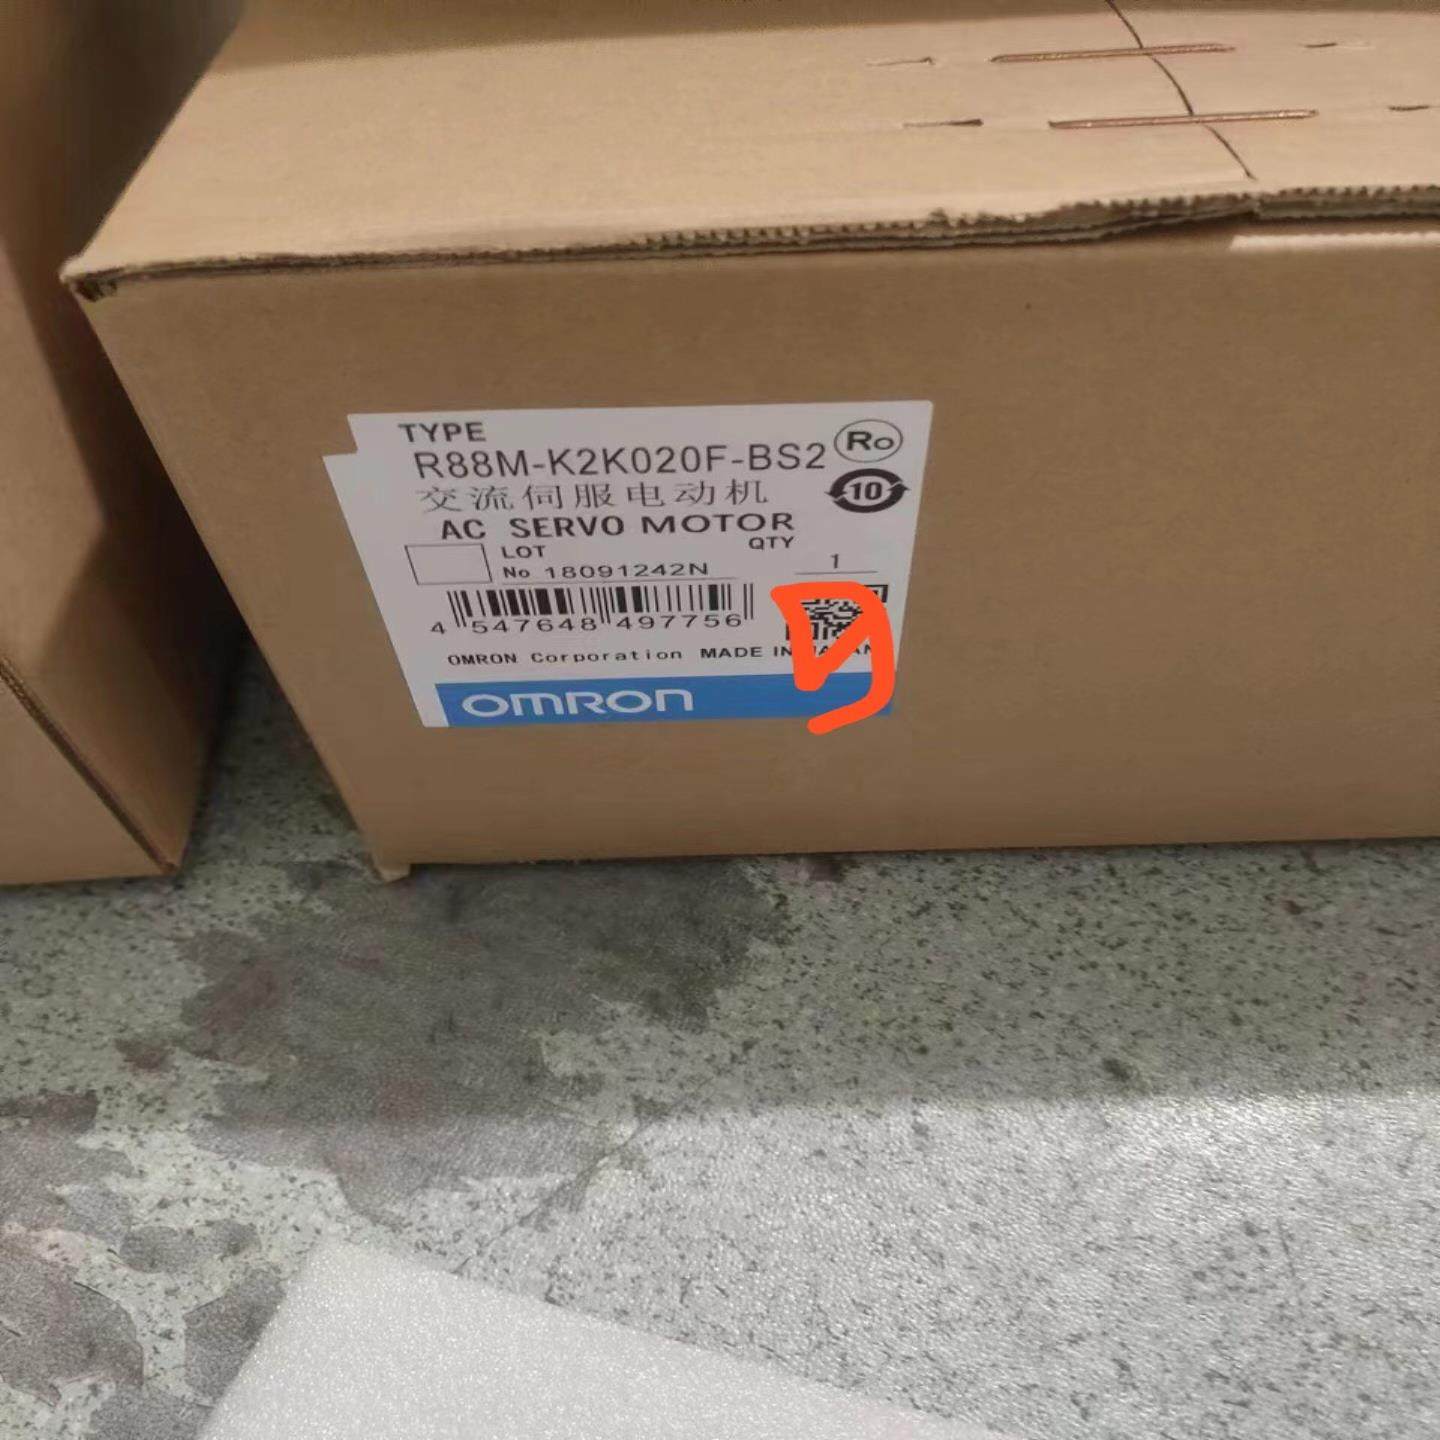 TYPE
R88M-K2K020F-BS2
Ro
交流伺服电动机
10
AC SERVO MOTOR
LOT
QTY
No 18091242N
1
4 547648 497756
OMRON Corporation MADE IN JAPAN
OMRON